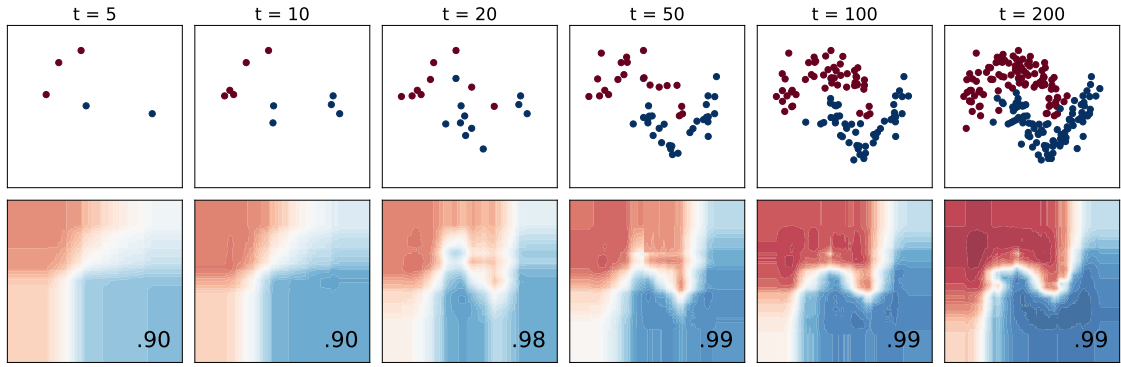 t = 5
t = 10
t = 20
t = 50
t = 100
t = 200
.90
.90
.98
.99
.99
.99